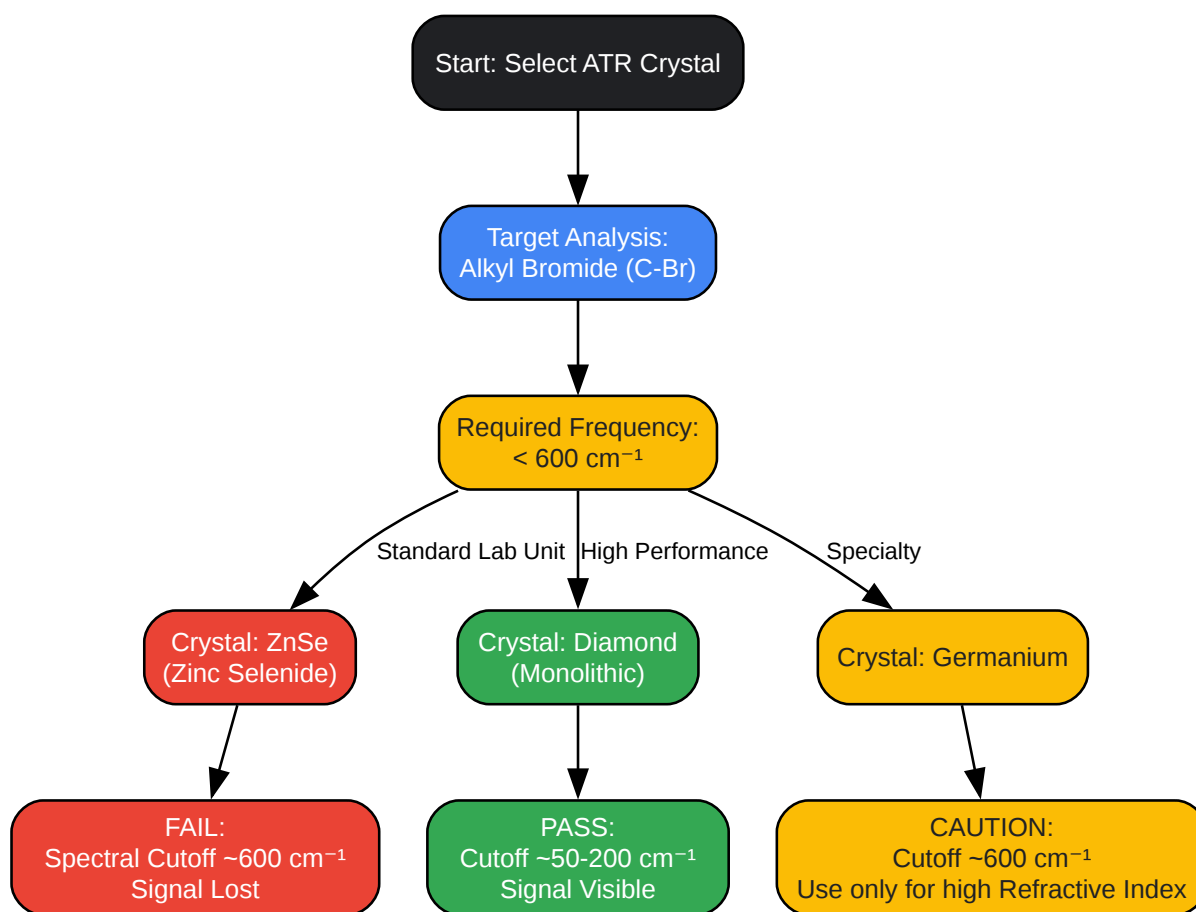 Start: Select ATR Crystal
Target Analysis:
Alkyl Bromide (C-Br)
Required Frequency:
< 600 cm⁻¹
Standard Lab Unit
High Performance
Specialty
Crystal: ZnSe
(Zinc Selenide)
Crystal: Diamond
(Monolithic)
Crystal: Germanium
FAIL:
Spectral Cutoff ~600 cm⁻¹
Signal Lost
PASS:
Cutoff ~50-200 cm⁻¹
Signal Visible
CAUTION:
Cutoff ~600 cm⁻¹
Use only for high Refractive Index